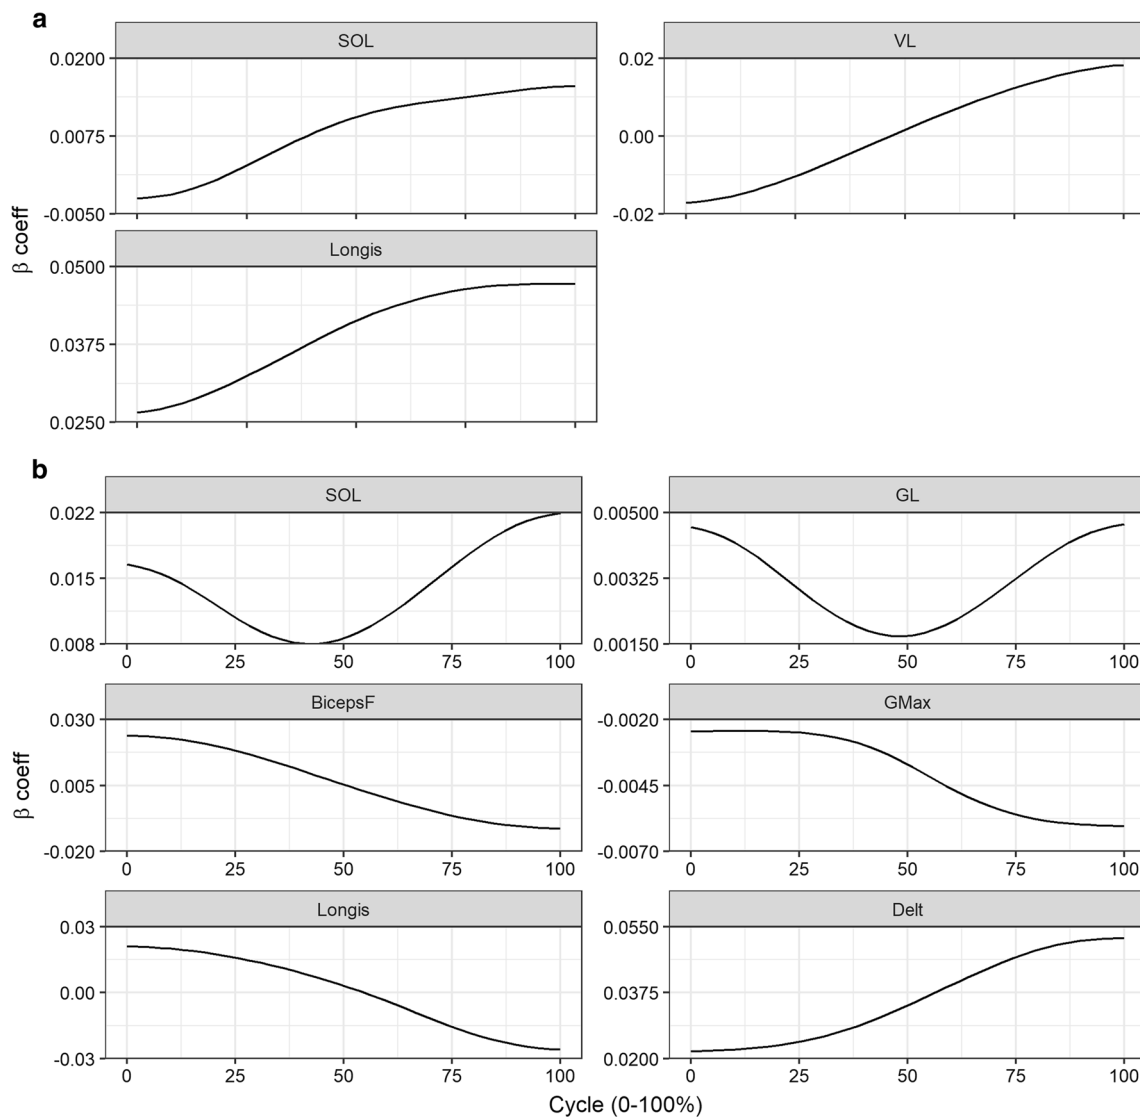 a
SOL VL
0.0200 0.02
0.0075 0.00
-0.0050 -0.02
β coeff
Longis
0.0500
0.0375
0.0250
b
SOL GL
0.022 0.00500
0.015 0.00325
0.008 0.00150
0 25 50 75 100 0 25 50 75 100
BicepsF GMax
0.030 -0.0020
0.005 -0.0045
-0.020 -0.0070
β coeff
0 25 50 75 100 0 25 50 75 100
Longis Delt
0.03 0.0550
0.00 0.0375
-0.03 0.0200
0 25 50 75 100 0 25 50 75 100
Cycle (0-100%)